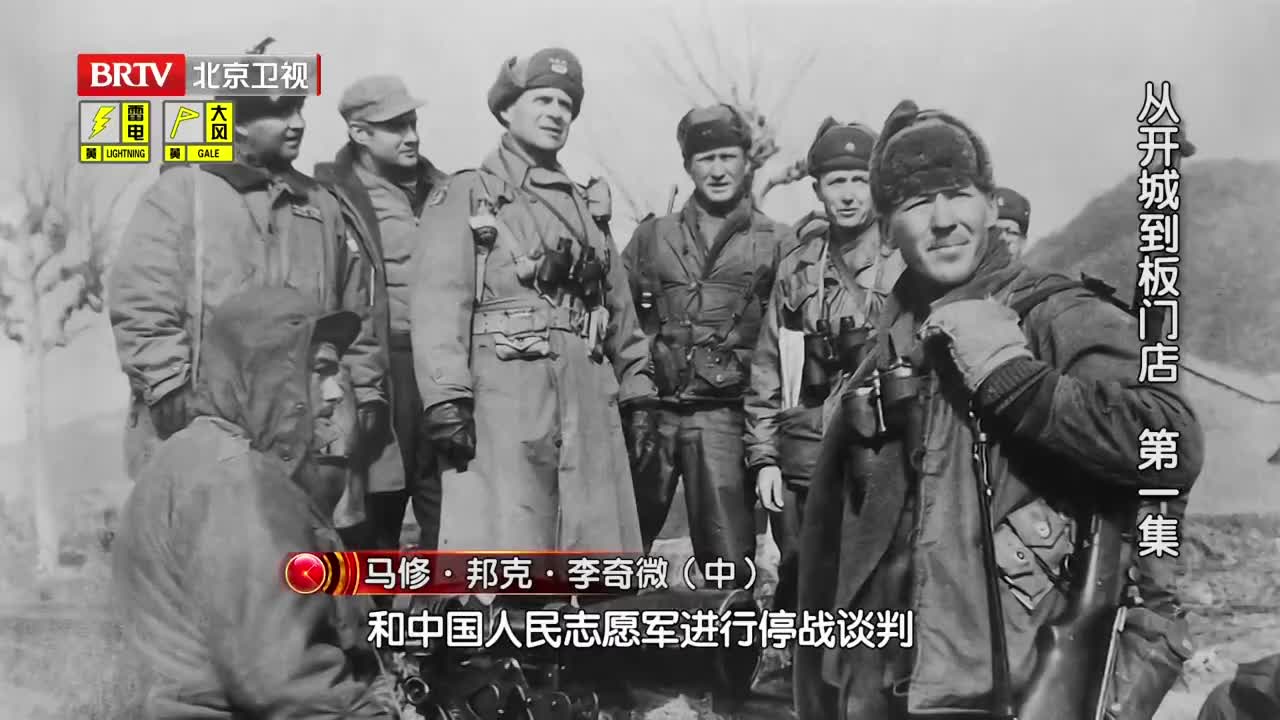 BRTV 北京卫视
雷电
黄 LIGHTNING
大风
黄 GALE
从开城到板门店 第一集
马修·邦克·李奇微（中）
和中国人民志愿军进行停战谈判